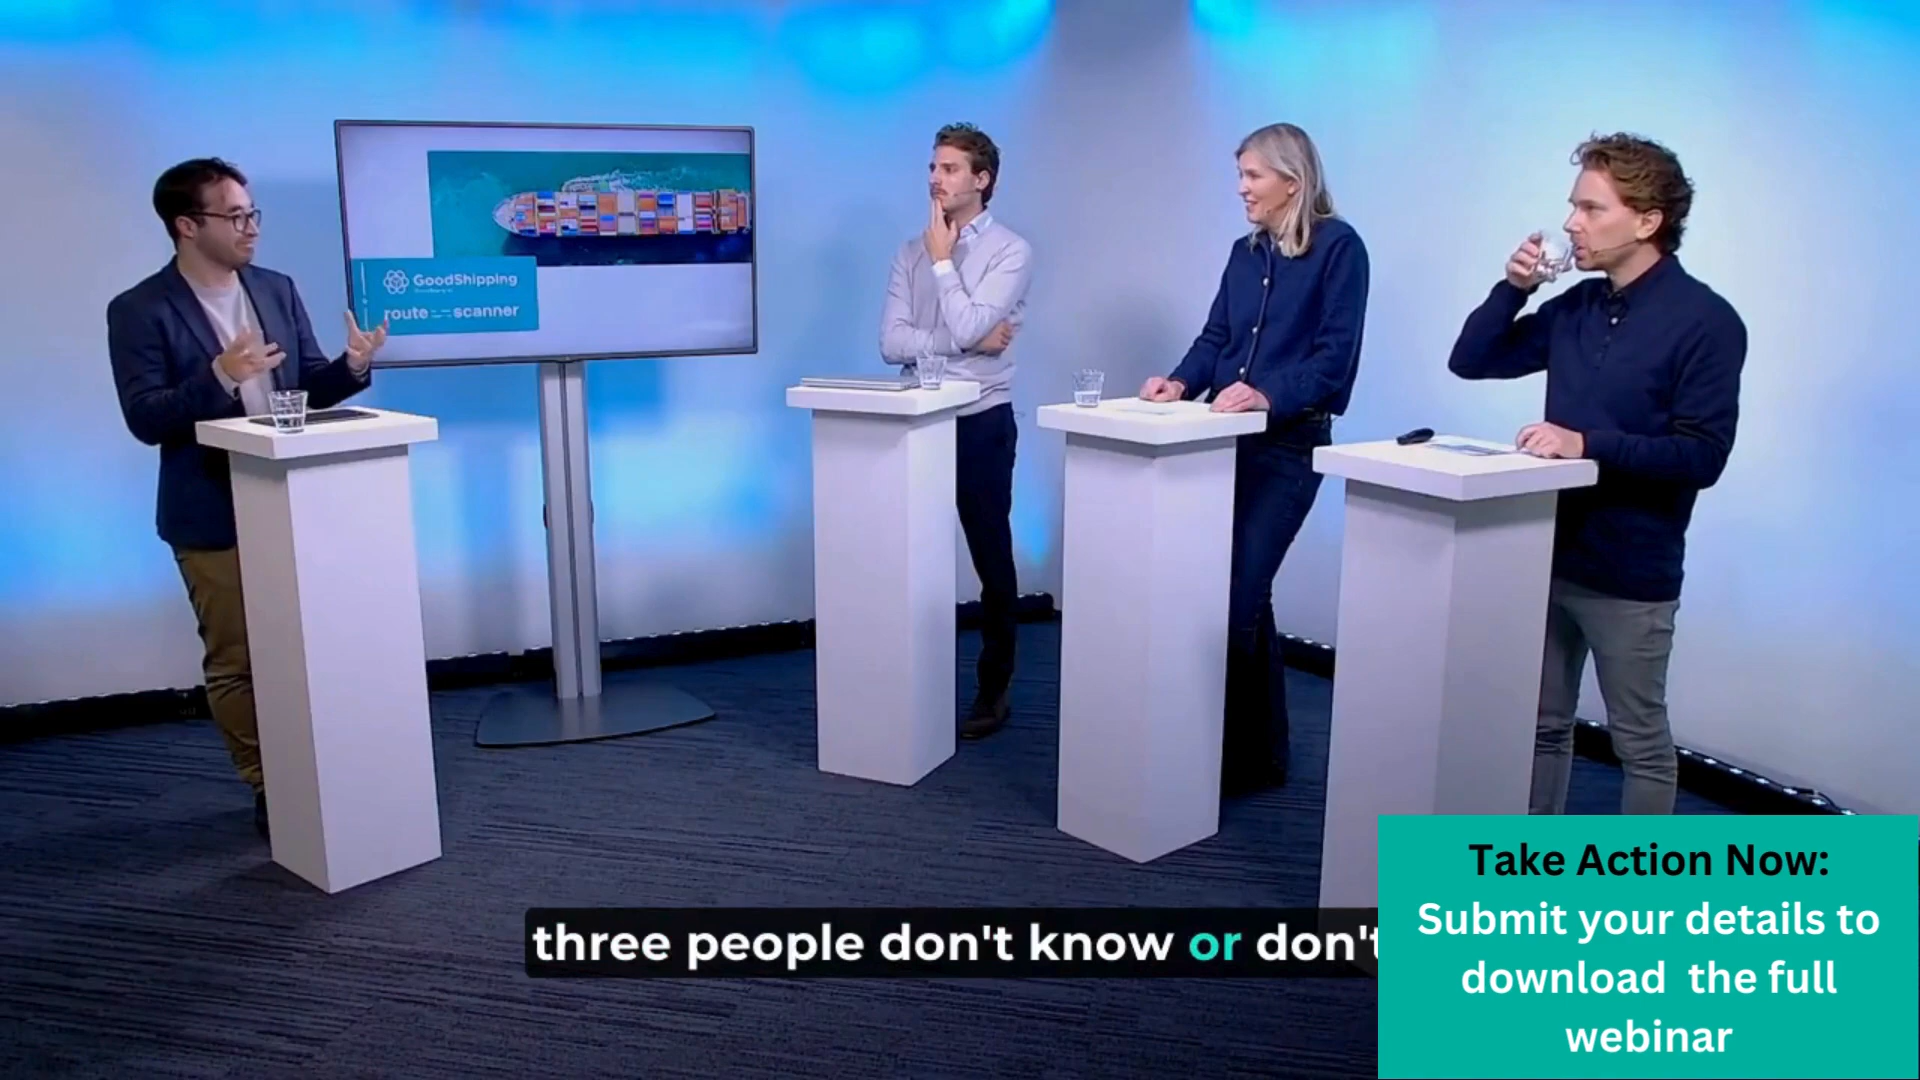 GoodShipping
route scanner
three people don't know or don't
Take Action Now:
Submit your details to
download the full
webinar